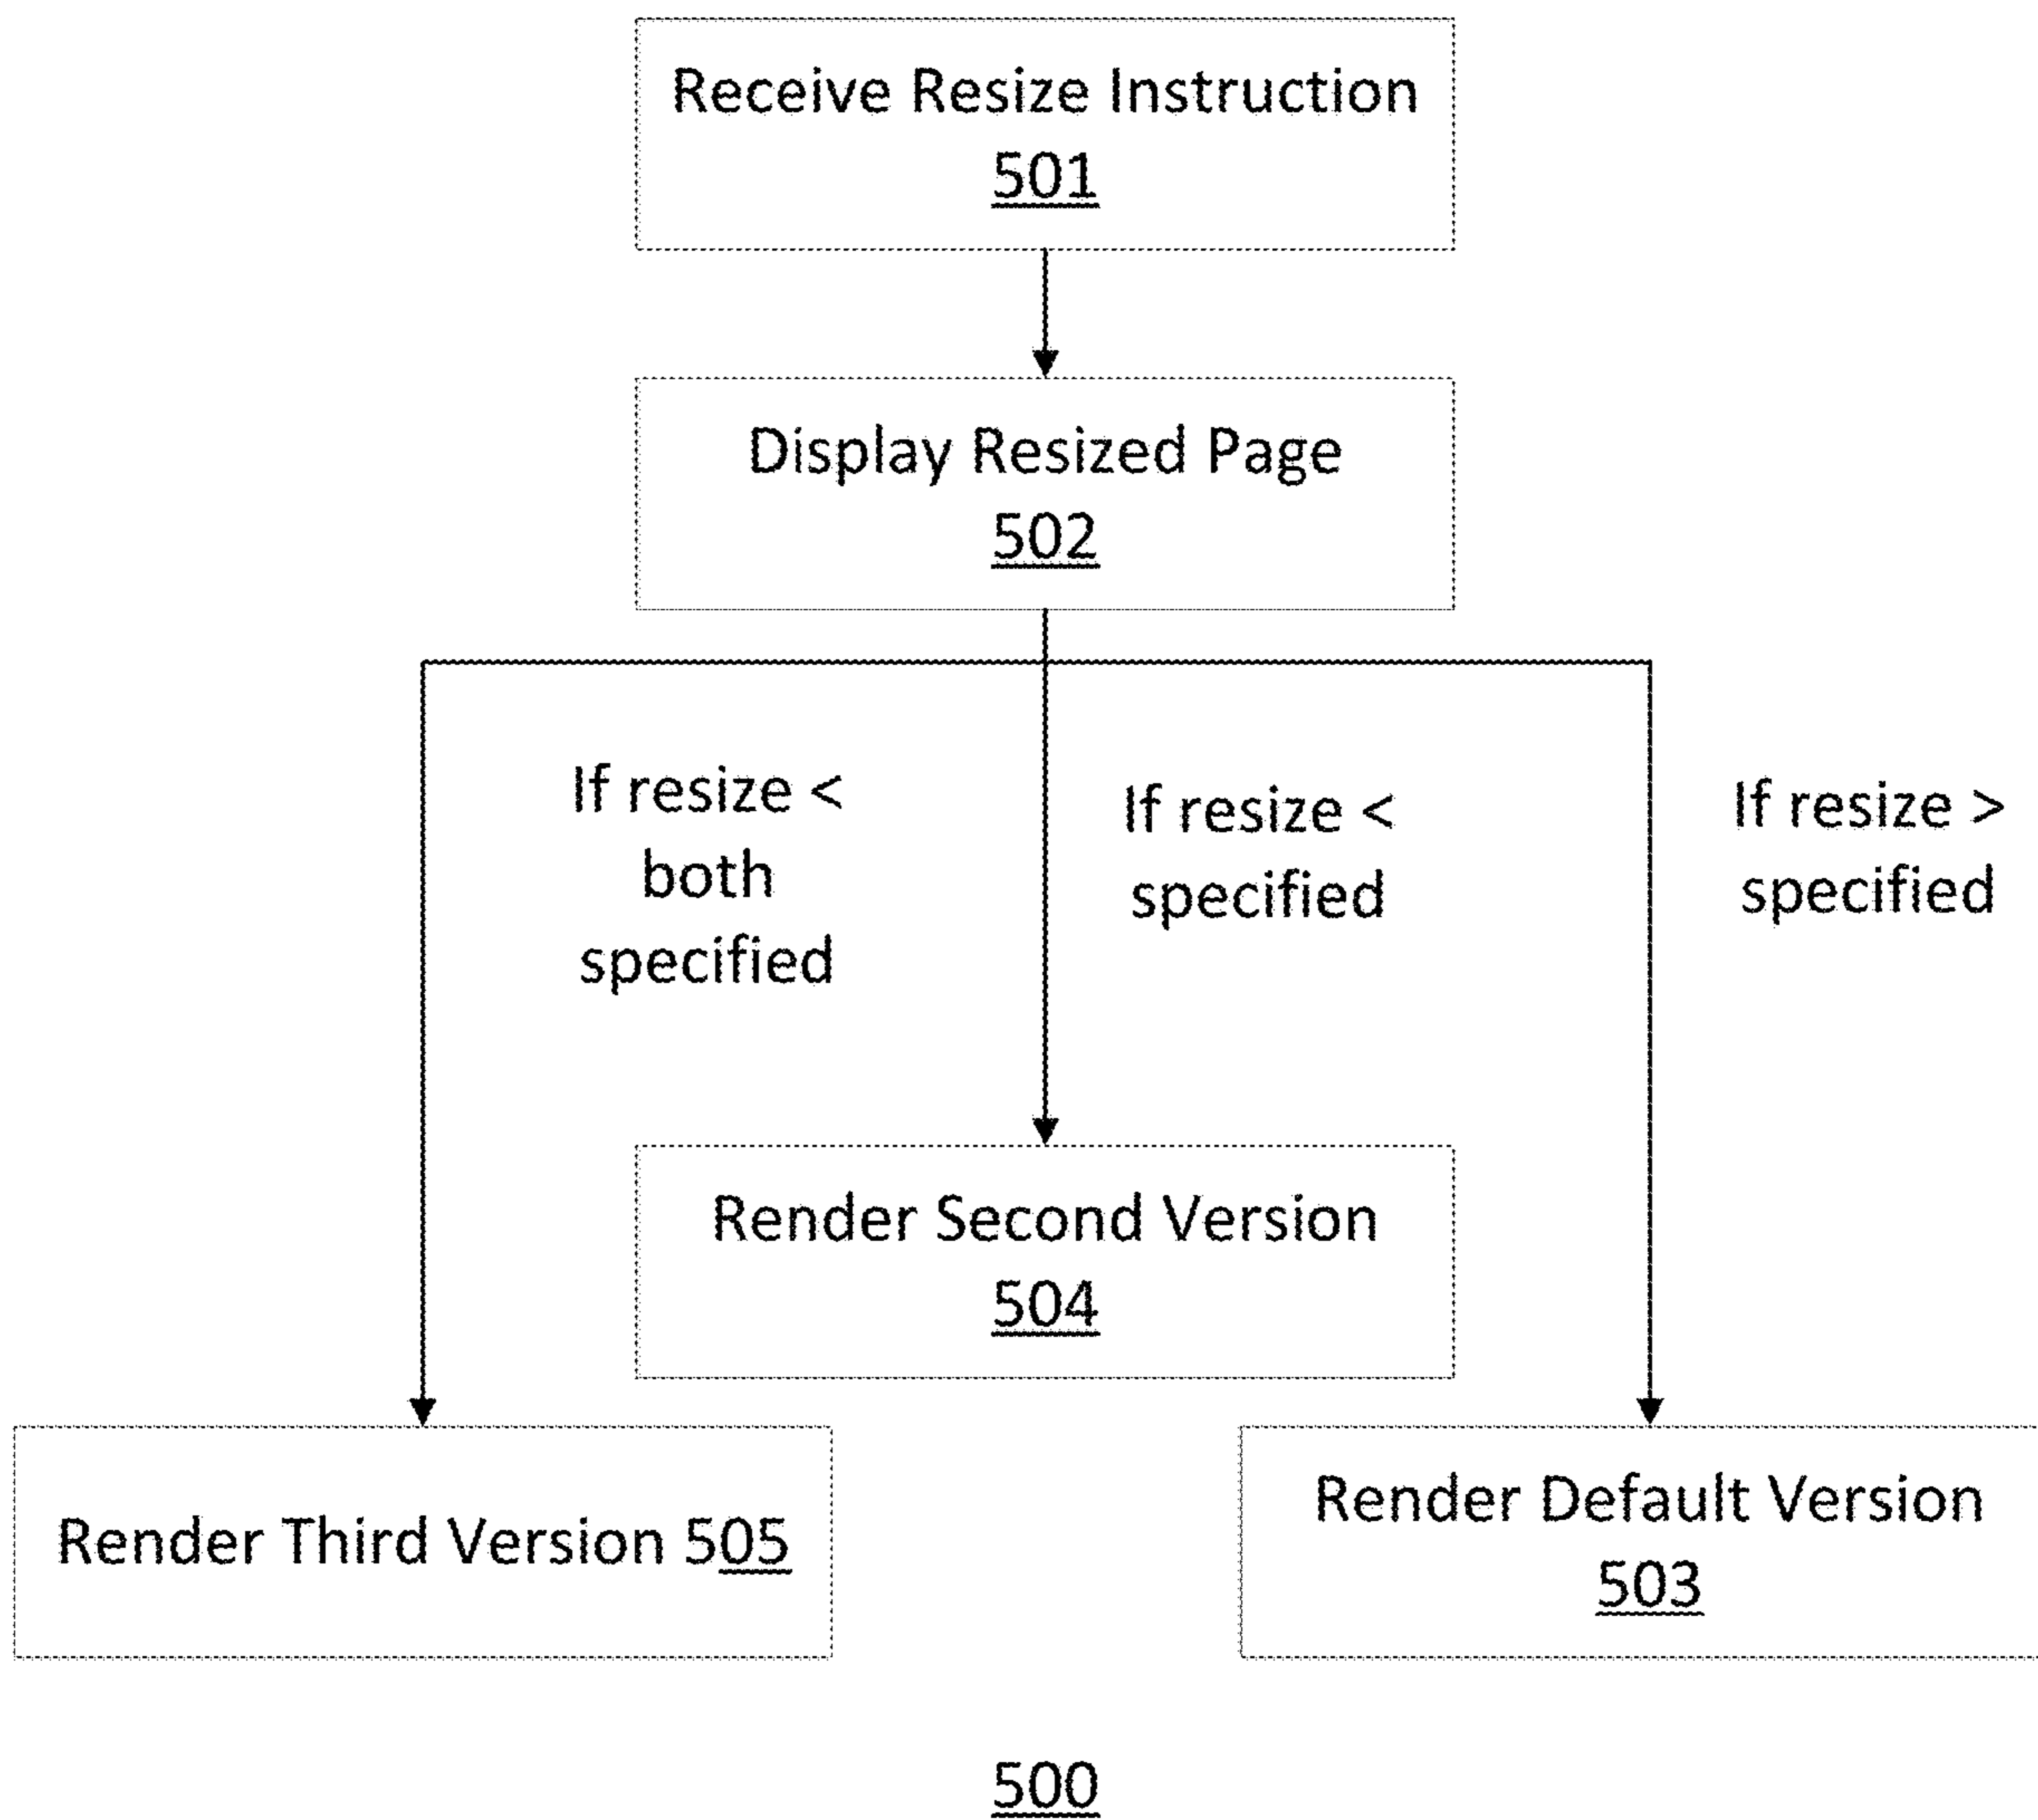 Receive Resize Instruction
501
Display Resized Page
502
If resize <
both
specified
If resize <
specified
If resize >
specified
Render Second Version
504
Render Third Version 505
Render Default Version
503
500